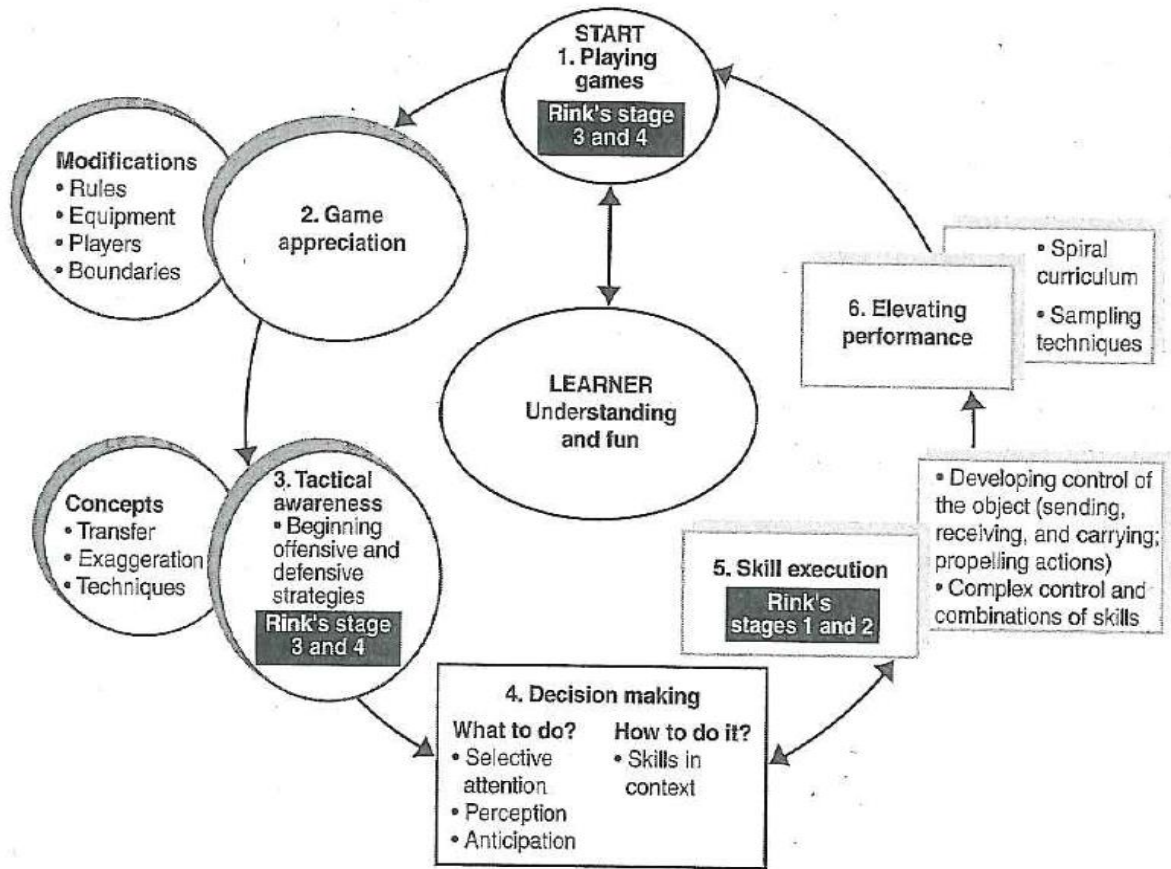 START
1. Playing
games
Rink's stage
3 and 4
Modifications
• Rules
• Equipment
• Players
• Boundaries
2. Game
appreciation
LEARNER
Understanding
and fun
6. Elevating
performance
• Spiral
curriculum
• Sampling
techniques
Concepts
• Transfer
• Exaggeration
• Techniques
3. Tactical
awareness
• Beginning
offensive and
defensive
strategies
Rink's stage
3 and 4
5. Skill execution
Rink's
stages 1 and 2
• Developing control of
the object (sending,
receiving, and carrying;
propelling actions)
• Complex control and
combinations of skills
4. Decision making
What to do?
• Selective
attention
• Perception
• Anticipation
How to do it?
• Skills in
context